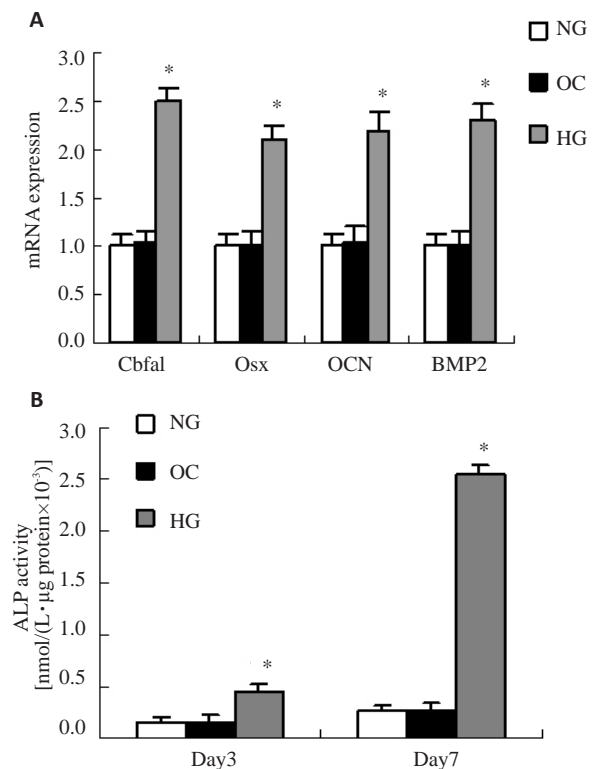 A
NG
OC
HG
mRNA expression
3.0
2.5
2.0
1.5
1.0
0.5
0.0
*
*
*
*
Cbfal
Osx
OCN
BMP2
B
NG
OC
HG
ALP activity
[nmol/(L•μg protein×10⁻³)]
3.0
2.5
2.0
1.5
1.0
0.5
0.0
*
*
Day3
Day7